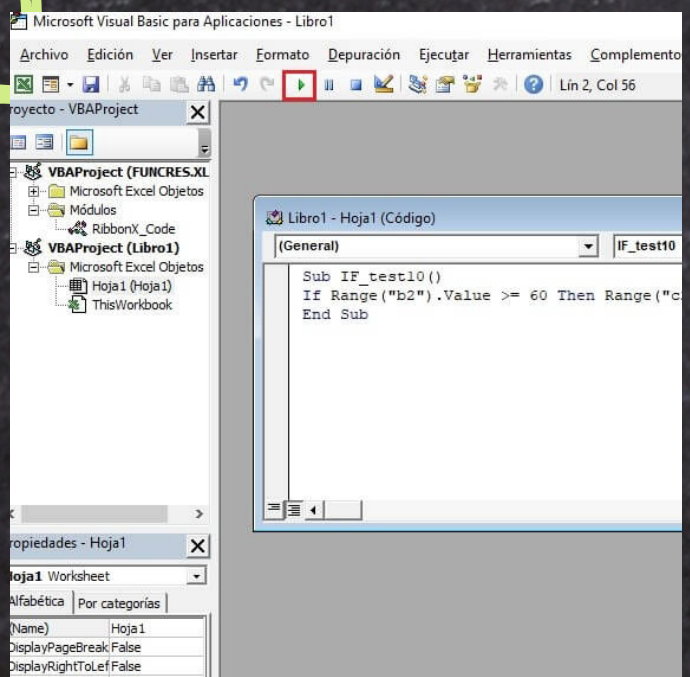 Microsoft Visual Basic para Aplicaciones - Libro1
Archivo Edición Ver Insertar Formato Depuración Ejecutar Herramientas Complemento
Lín 2, Col 56
royecto - VBAProject
VBAProject (FUNCRES.XL
Microsoft Excel Objetos
Módulos
RibbonX_Code
VBAProject (Libro1)
Microsoft Excel Objetos
Hoja1 (Hoja1)
ThisWorkbook
Libro1 - Hoja1 (Código)
(General) IF_test10
Sub IF_test10()
If Range("b2").Value >= 60 Then Range("c
End Sub
ropiedades - Hoja1
Hoja1 Worksheet
Alfabética Por categorías
(Name) Hoja1
DisplayPageBreak False
DisplayRightToLef False